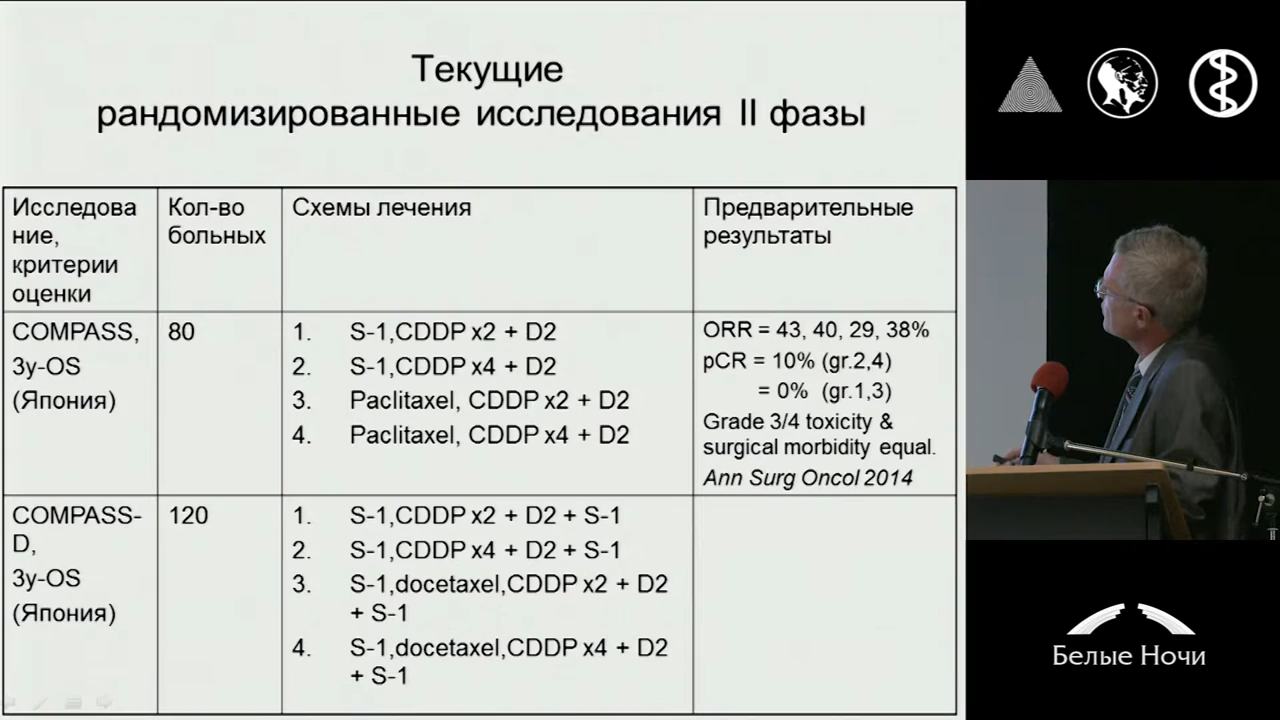 Текущие
рандомизированные исследования II фазы
Исследова
ние,
критерии
оценки
Кол-во
больных
Схемы лечения
Предварительные
результаты
COMPASS,
3y-OS
(Япония)
80
1. S-1,CDDP x2 + D2
2. S-1,CDDP x4 + D2
3. Paclitaxel, CDDP x2 + D2
4. Paclitaxel, CDDP x4 + D2
ORR = 43, 40, 29, 38%
pCR = 10% (gr.2,4)
= 0% (gr.1,3)
Grade 3/4 toxicity &
surgical morbidity equal.
Ann Surg Oncol 2014
COMPASS-
D,
3y-OS
(Япония)
120
1. S-1,CDDP x2 + D2 + S-1
2. S-1,CDDP x4 + D2 + S-1
3. S-1,docetaxel,CDDP x2 + D2
+ S-1
4. S-1,docetaxel,CDDP x4 + D2
+ S-1
Белые Ночи